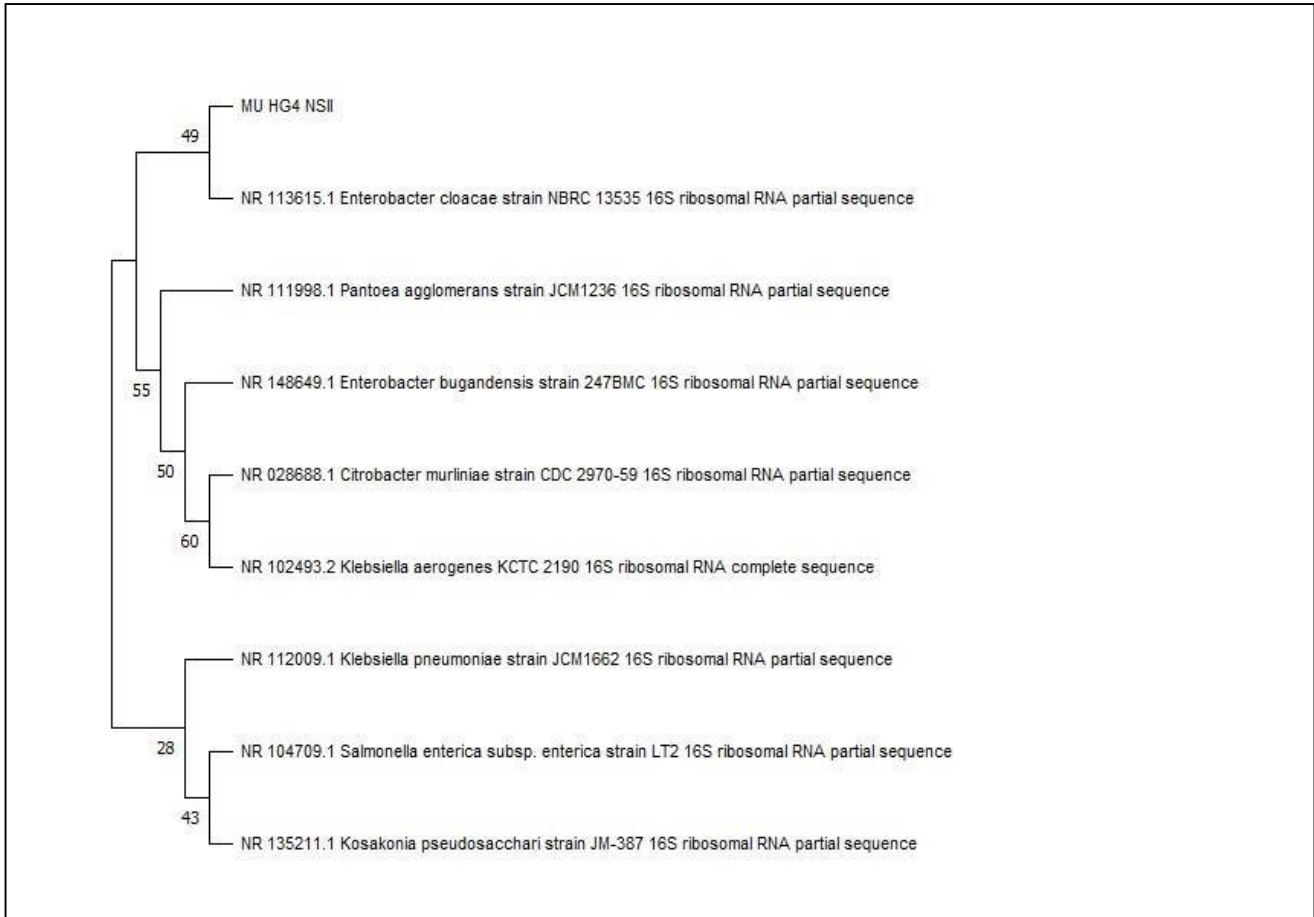 MU HG4 NSII
49
NR 113615.1 Enterobacter cloacae strain NBRC 13535 16S ribosomal RNA partial sequence
NR 111998.1 Pantoea agglomerans strain JCM1236 16S ribosomal RNA partial sequence
55
NR 148649.1 Enterobacter bugandensis strain 247BMC 16S ribosomal RNA partial sequence
50
NR 028688.1 Citrobacter murliniae strain CDC 2970-59 16S ribosomal RNA partial sequence
60
NR 102493.2 Klebsiella aerogenes KCTC 2190 16S ribosomal RNA complete sequence
NR 112009.1 Klebsiella pneumoniae strain JCM1662 16S ribosomal RNA partial sequence
28
NR 104709.1 Salmonella enterica subsp. enterica strain LT2 16S ribosomal RNA partial sequence
43
NR 135211.1 Kosakonia pseudosacchari strain JM-387 16S ribosomal RNA partial sequence